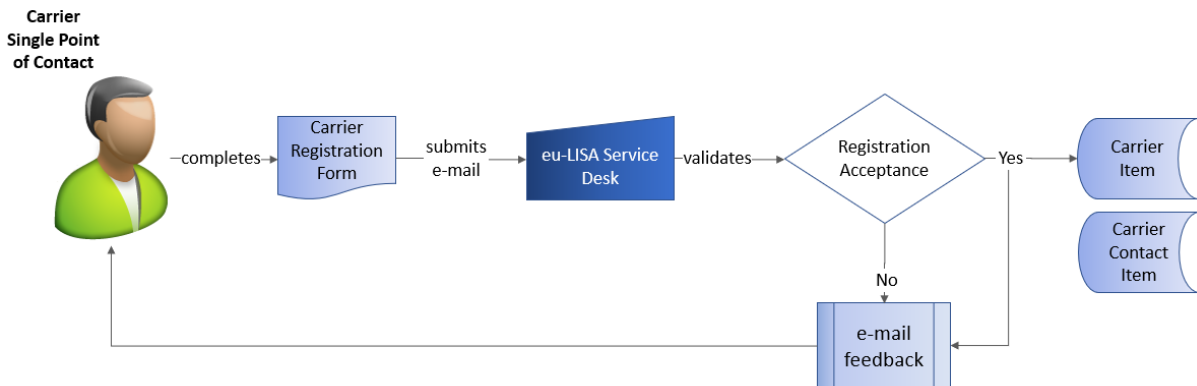 Carrier
Single Point
of Contact
completes
Carrier
Registration
Form
submits
e-mail
eu-LISA Service
Desk
validates
Registration
Acceptance
Yes
Carrier
Item
Carrier
Contact
Item
No
e-mail
feedback